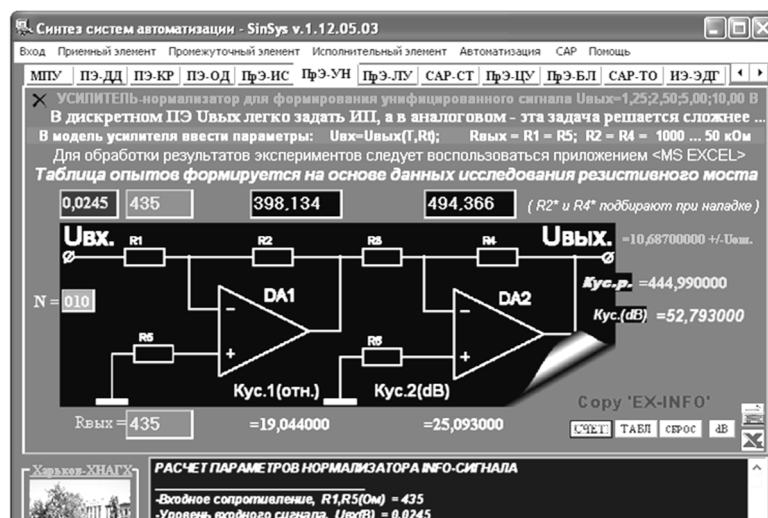 Синтез систем автоматизации - SinSys v.1.12.05.03
Вход Приемный элемент Промежуточный элемент Исполнительный элемент Автоматизация САР Помощь
МПУ ПЭ-ДД ПЭ-КР ПЭ-ОД ПрЭ-ИС ПрЭ-УН ПрЭ-ЛУ САР-СТ ПрЭ-ЦУ ПрЭ-БЛ САР-ТО ИЭ-ЭДГ
УСИЛИТЕЛЬ-нормализатор для формирования унифицированного сигнала Uвых=1,25;2,50;5,00;10,00 В
В дискретном ПЭ Uвых легко задать ИП, а в аналоговом - эта задача решается сложнее ...
В модель усилителя ввести параметры: Uвх=Uвых(T,Rt); Rвых = R1 = R5; R2 = R4 = 1000 ... 50 кОм
Для обработки результатов экспериментов следует воспользоваться приложением <MS EXCEL>
Таблица опытов формируется на основе данных исследования резистивного моста
0,0245 435 398,134 494,366 ( R2* и R4* подбирают при наладке )
Uвх. R1 R2 R3 R4 Uвых. =10,68700000 +/-Uош.
Кус.р. =444,990000
DA1 DA2
N = 010
Кус.(dB) =52,793000
R5 R6
Кус.1(отн.) Кус.2(dB)
Copy 'EX-INFO'
Rвых = 435 =19,044000 =25,093000
СЧЕТ ТАБЛ СБРОС dB
Харьков-ХНАГХ
РАСЧЕТ ПАРАМЕТРОВ НОРМАЛИЗАТОРА INFO-СИГНАЛА
-Входное сопротивление, R1,R5(Ом) = 435
-Уровень входного сигнала, Uвх(В) = 0,0245